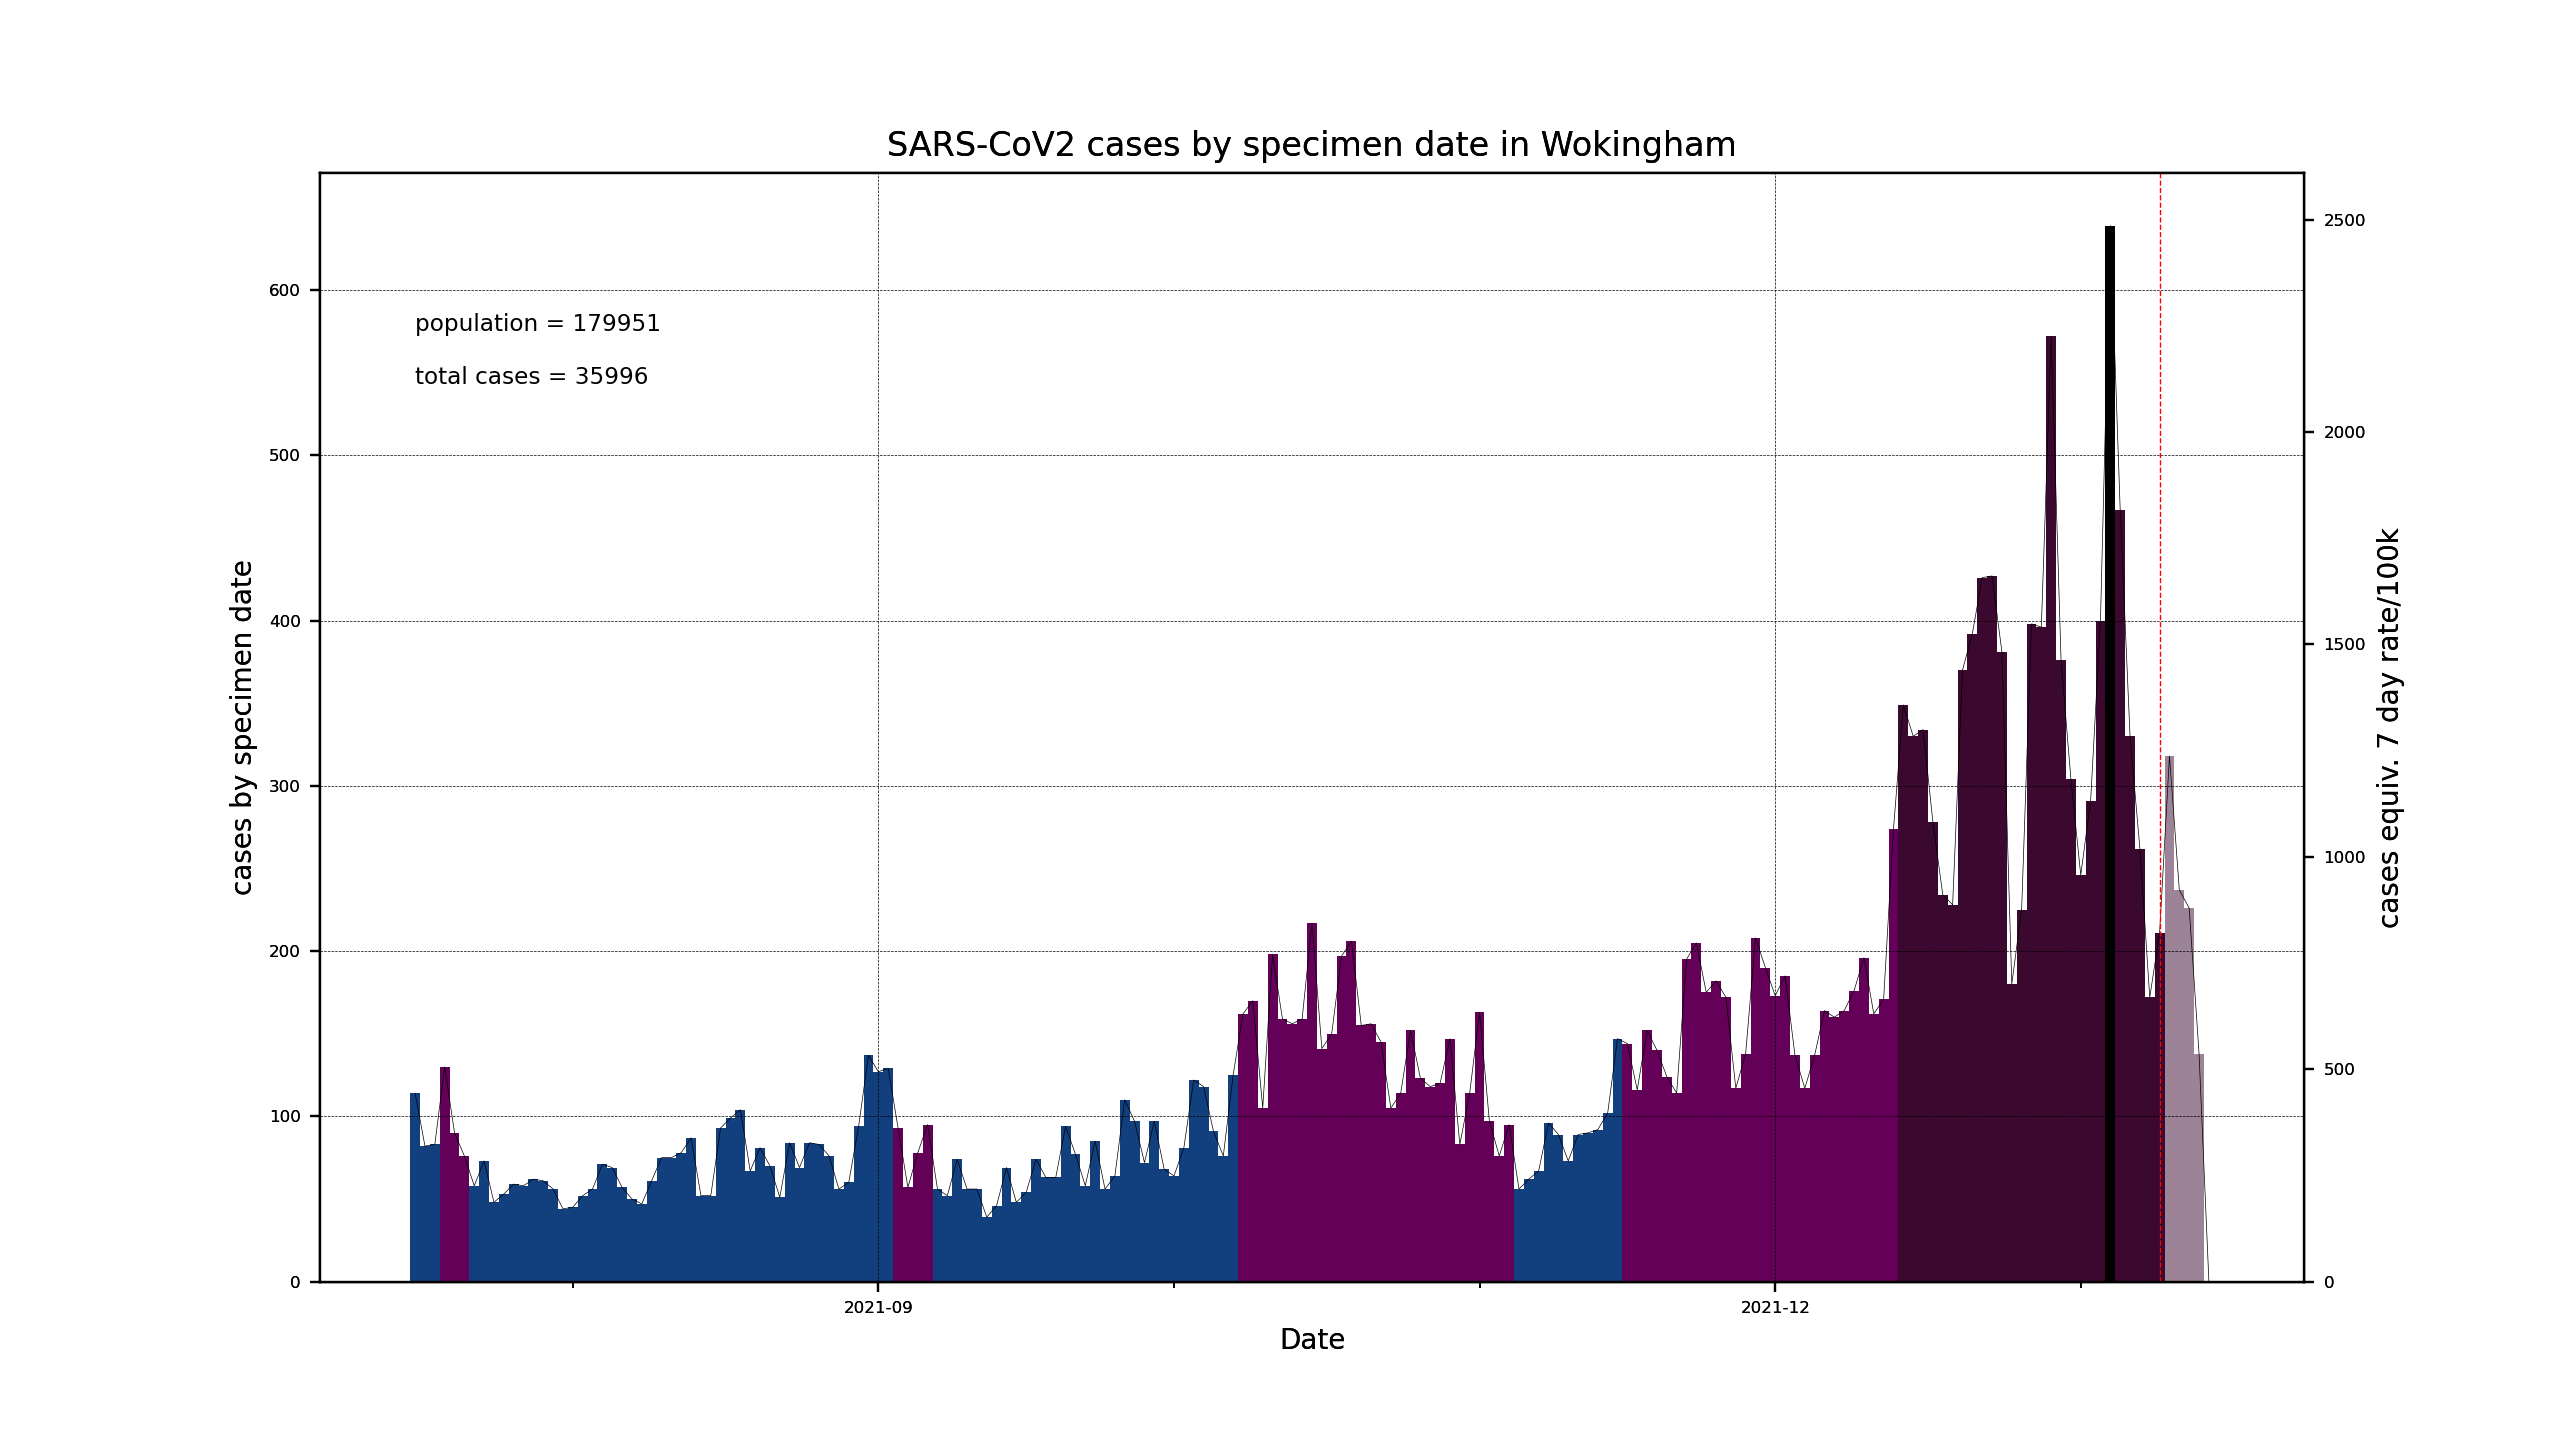 SARS-CoV2 cases by specimen date in Wokingham
population = 179951
total cases = 35996
cases by specimen date
600
500
400
300
200
100
0
2500
2000
1500
1000
500
0
cases equiv. 7 day rate/100k
2021-09
2021-12
Date